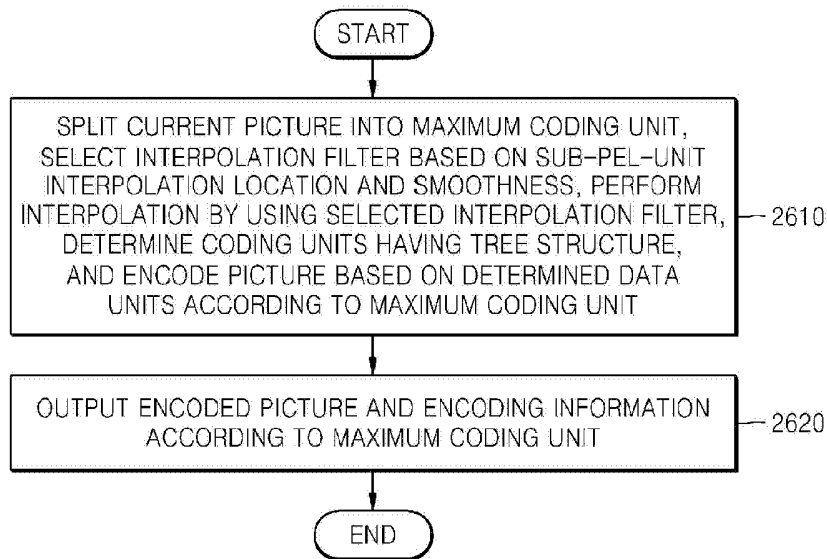 START
SPLIT CURRENT PICTURE INTO MAXIMUM CODING UNIT,
SELECT INTERPOLATION FILTER BASED ON SUB-PEL-UNIT
INTERPOLATION LOCATION AND SMOOTHNESS, PERFORM
INTERPOLATION BY USING SELECTED INTERPOLATION FILTER,
DETERMINE CODING UNITS HAVING TREE STRUCTURE,
AND ENCODE PICTURE BASED ON DETERMINED DATA
UNITS ACCORDING TO MAXIMUM CODING UNIT
2610
OUTPUT ENCODED PICTURE AND ENCODING INFORMATION
ACCORDING TO MAXIMUM CODING UNIT
2620
END